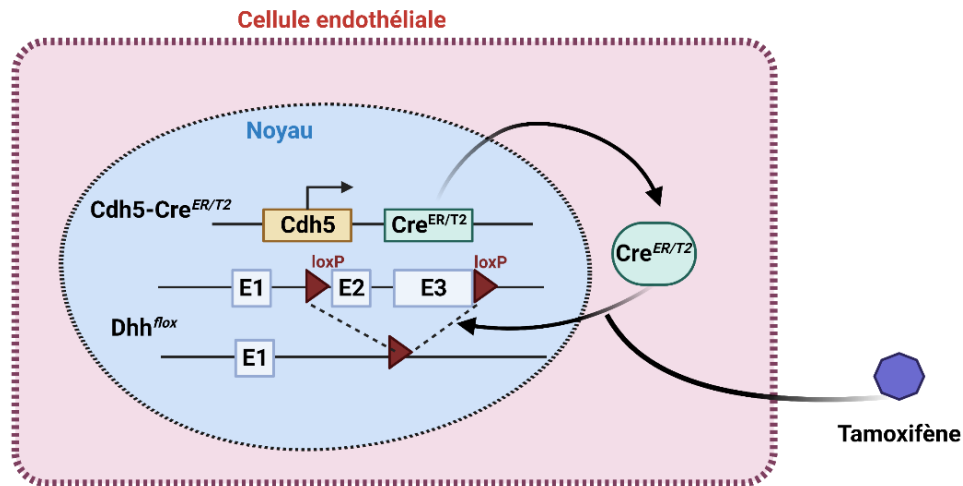 Cellule endothéliale
Noyau
Cdh5-Cre^ER/T2
Cdh5
Cre^ER/T2
Cre^ER/T2
loxP
loxP
E1
E2
E3
Dhh^flox
E1
Tamoxifène